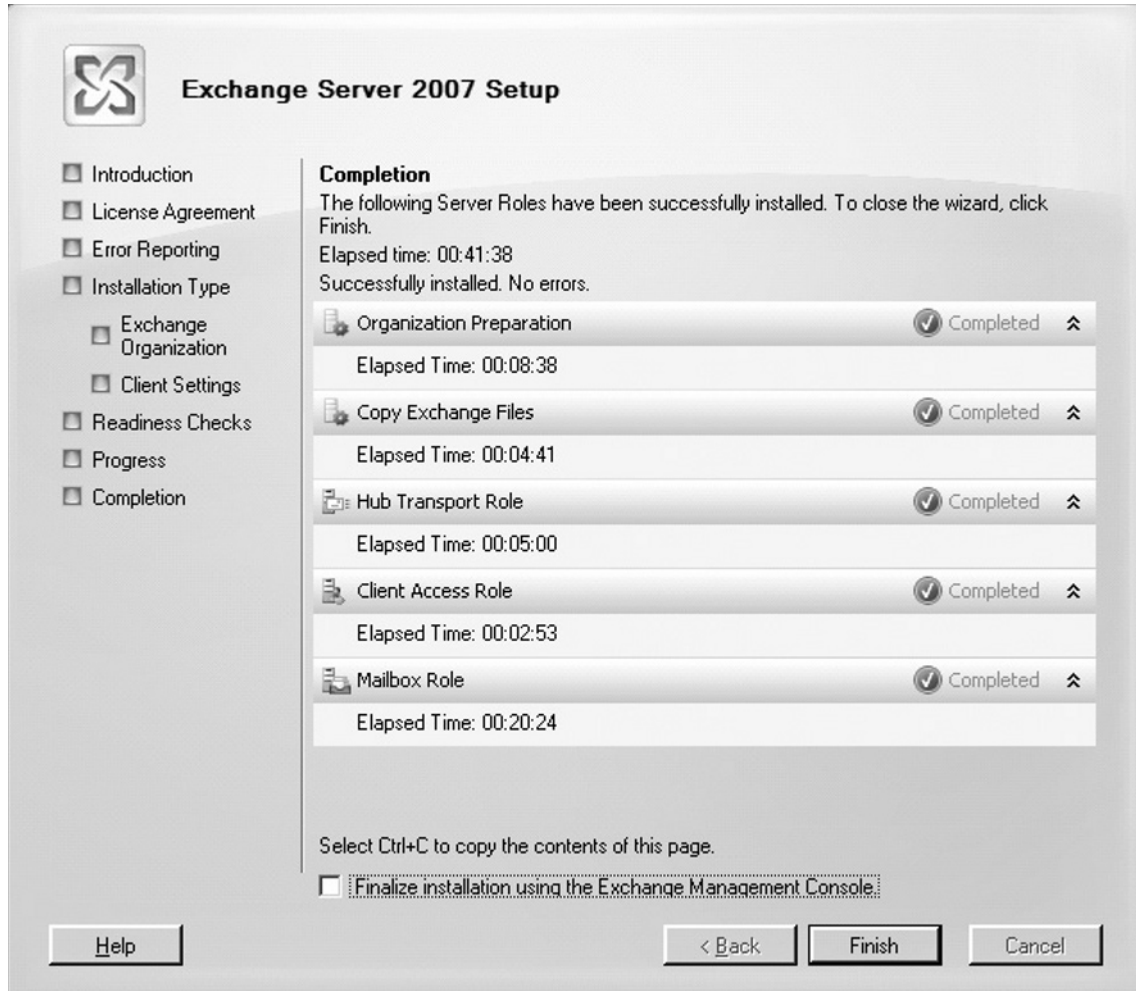 Exchange Server 2007 Setup
Introduction
License Agreement
Error Reporting
Installation Type
Exchange
Organization
Client Settings
Readiness Checks
Progress
Completion
Completion
The following Server Roles have been successfully installed. To close the wizard, click
Finish.
Elapsed time: 00:41:38
Successfully installed. No errors.
Organization Preparation Completed
Elapsed Time: 00:08:38
Copy Exchange Files Completed
Elapsed Time: 00:04:41
Hub Transport Role Completed
Elapsed Time: 00:05:00
Client Access Role Completed
Elapsed Time: 00:02:53
Mailbox Role Completed
Elapsed Time: 00:20:24
Select Ctrl+C to copy the contents of this page.
Finalize installation using the Exchange Management Console.
Help < Back Finish Cancel